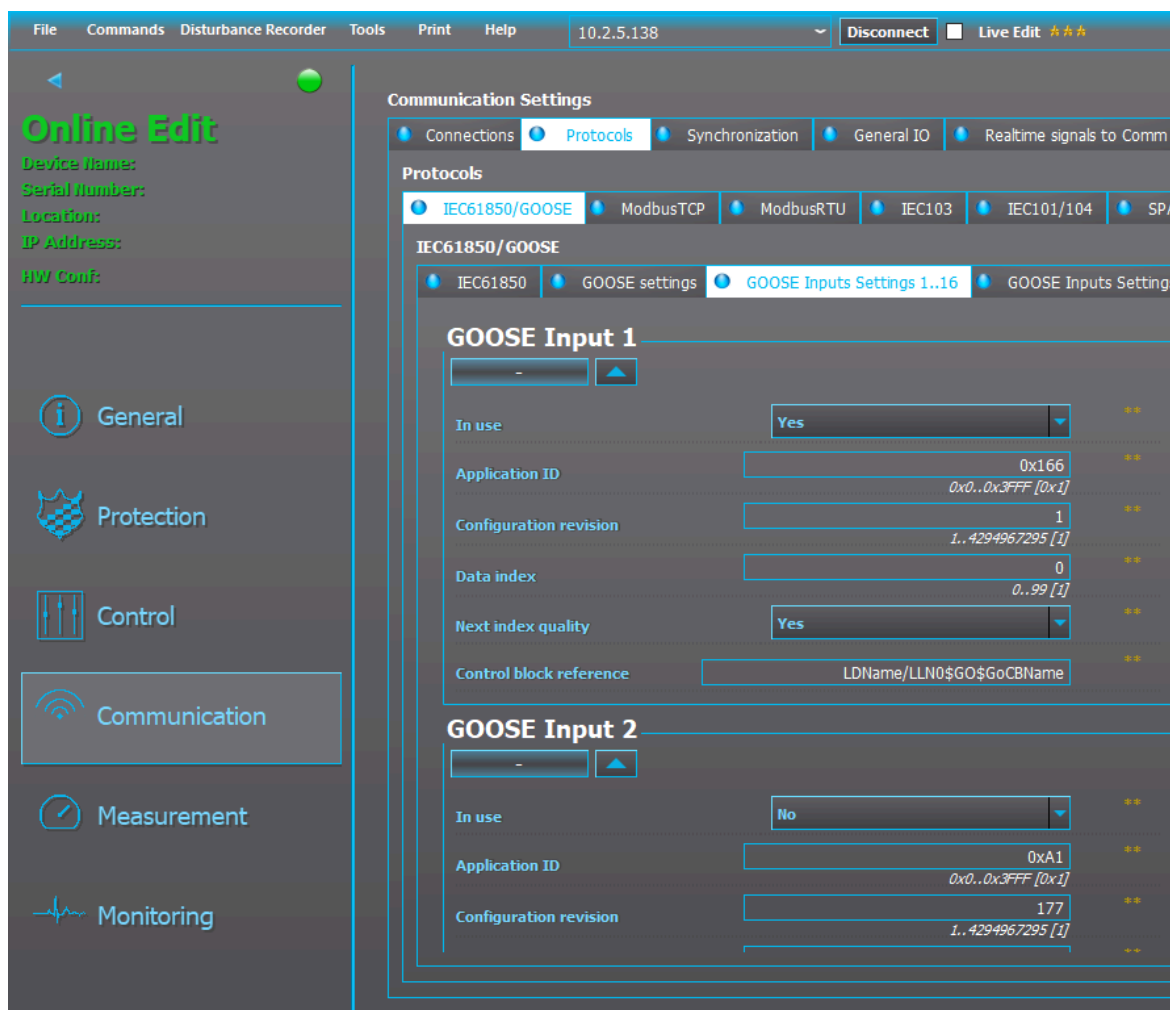 File Commands Disturbance Recorder Tools Print Help 10.2.5.138 Disconnect Live Edit
Online Edit
Device Name:
Serial Number:
Location:
IP Address:
HW Conf:
General
Protection
Control
Communication
Measurement
Monitoring
Communication Settings
Connections Protocols Synchronization General IO Realtime signals to Comm
Protocols
IEC61850/GOOSE ModbusTCP ModbusRTU IEC103 IEC101/104 SPA
IEC61850/GOOSE
IEC61850 GOOSE settings GOOSE Inputs Settings 1..16 GOOSE Inputs Settings
GOOSE Input 1
-
In use Yes **
Application ID 0x166 **
0x0..0x3FFF [0x1]
Configuration revision 1 **
1..4294967295 [1]
Data index 0 **
0..99 [1]
Next index quality Yes **
Control block reference LDName/LLN0$GO$GoCBName **
GOOSE Input 2
-
In use No **
Application ID 0xA1 **
0x0..0x3FFF [0x1]
Configuration revision 177 **
1..4294967295 [1]
**